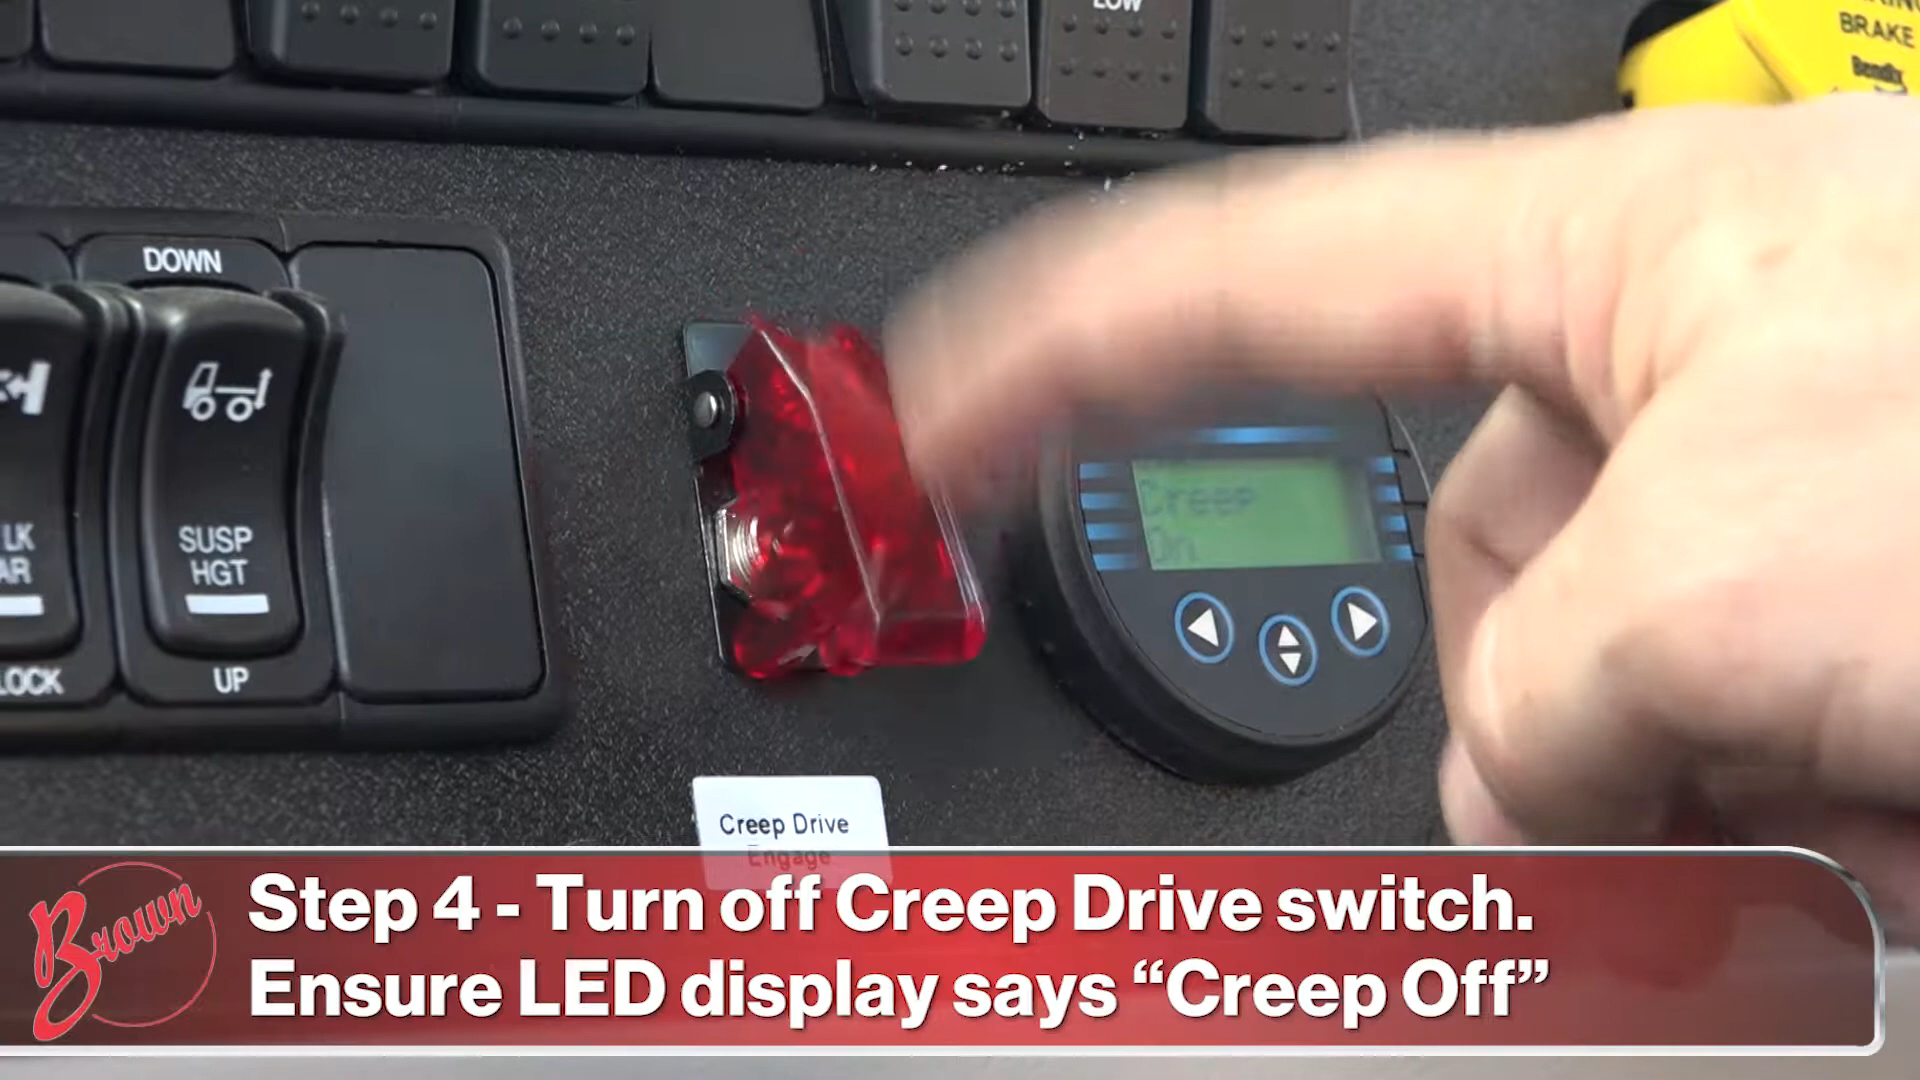 LOW
BRAKE
Bendix
DOWN
LK
AR
SUSP
HGT
LOCK
UP
Creep
On
Creep Drive
Engage
Brown
Step 4 - Turn off Creep Drive switch.
Ensure LED display says “Creep Off”